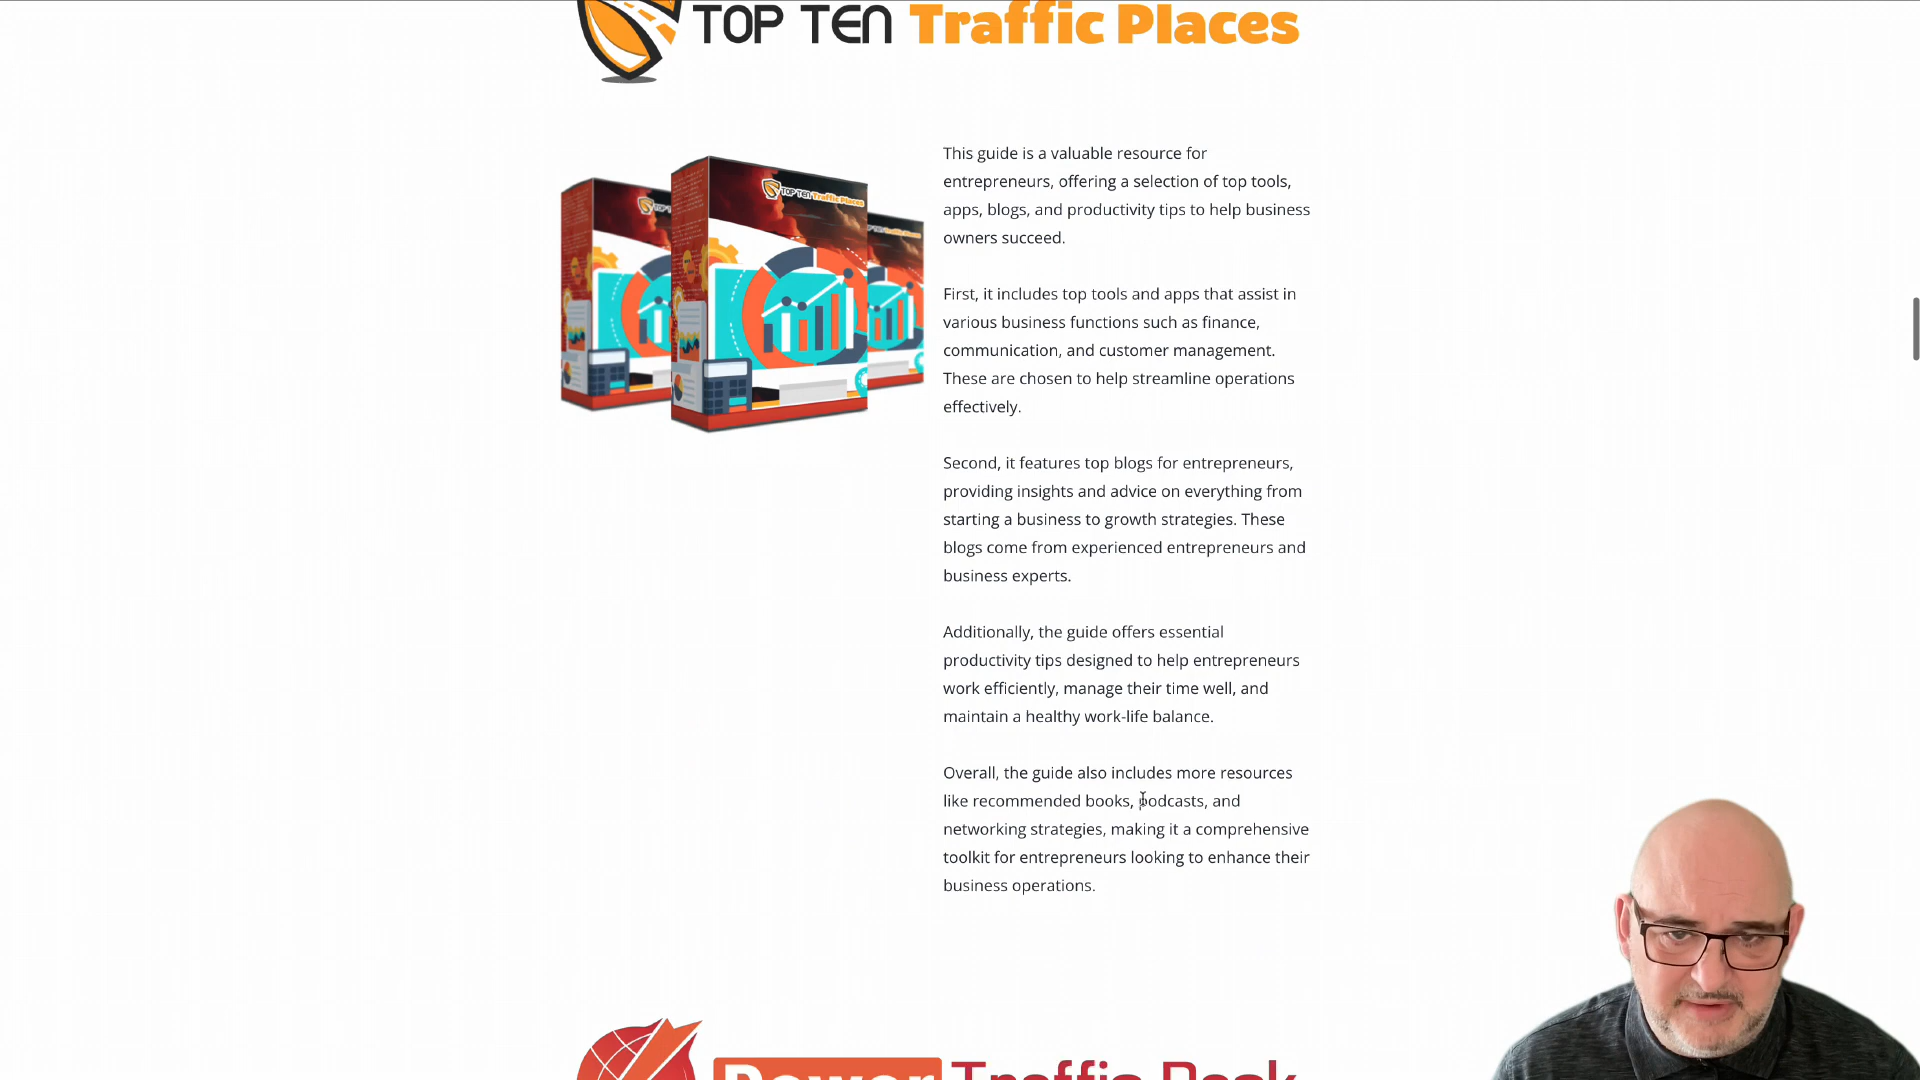 TOP TEN Traffic Places
This guide is a valuable resource for
entrepreneurs, offering a selection of top tools,
apps, blogs, and productivity tips to help business
owners succeed.
First, it includes top tools and apps that assist in
various business functions such as finance,
communication, and customer management.
These are chosen to help streamline operations
effectively.
Second, it features top blogs for entrepreneurs,
providing insights and advice on everything from
starting a business to growth strategies. These
blogs come from experienced entrepreneurs and
business experts.
Additionally, the guide offers essential
productivity tips designed to help entrepreneurs
work efficiently, manage their time well, and
maintain a healthy work-life balance.
Overall, the guide also includes more resources
like recommended books, podcasts, and
networking strategies, making it a comprehensive
toolkit for entrepreneurs looking to enhance their
business operations.
TOP TEN Traffic Places
Power Traffic